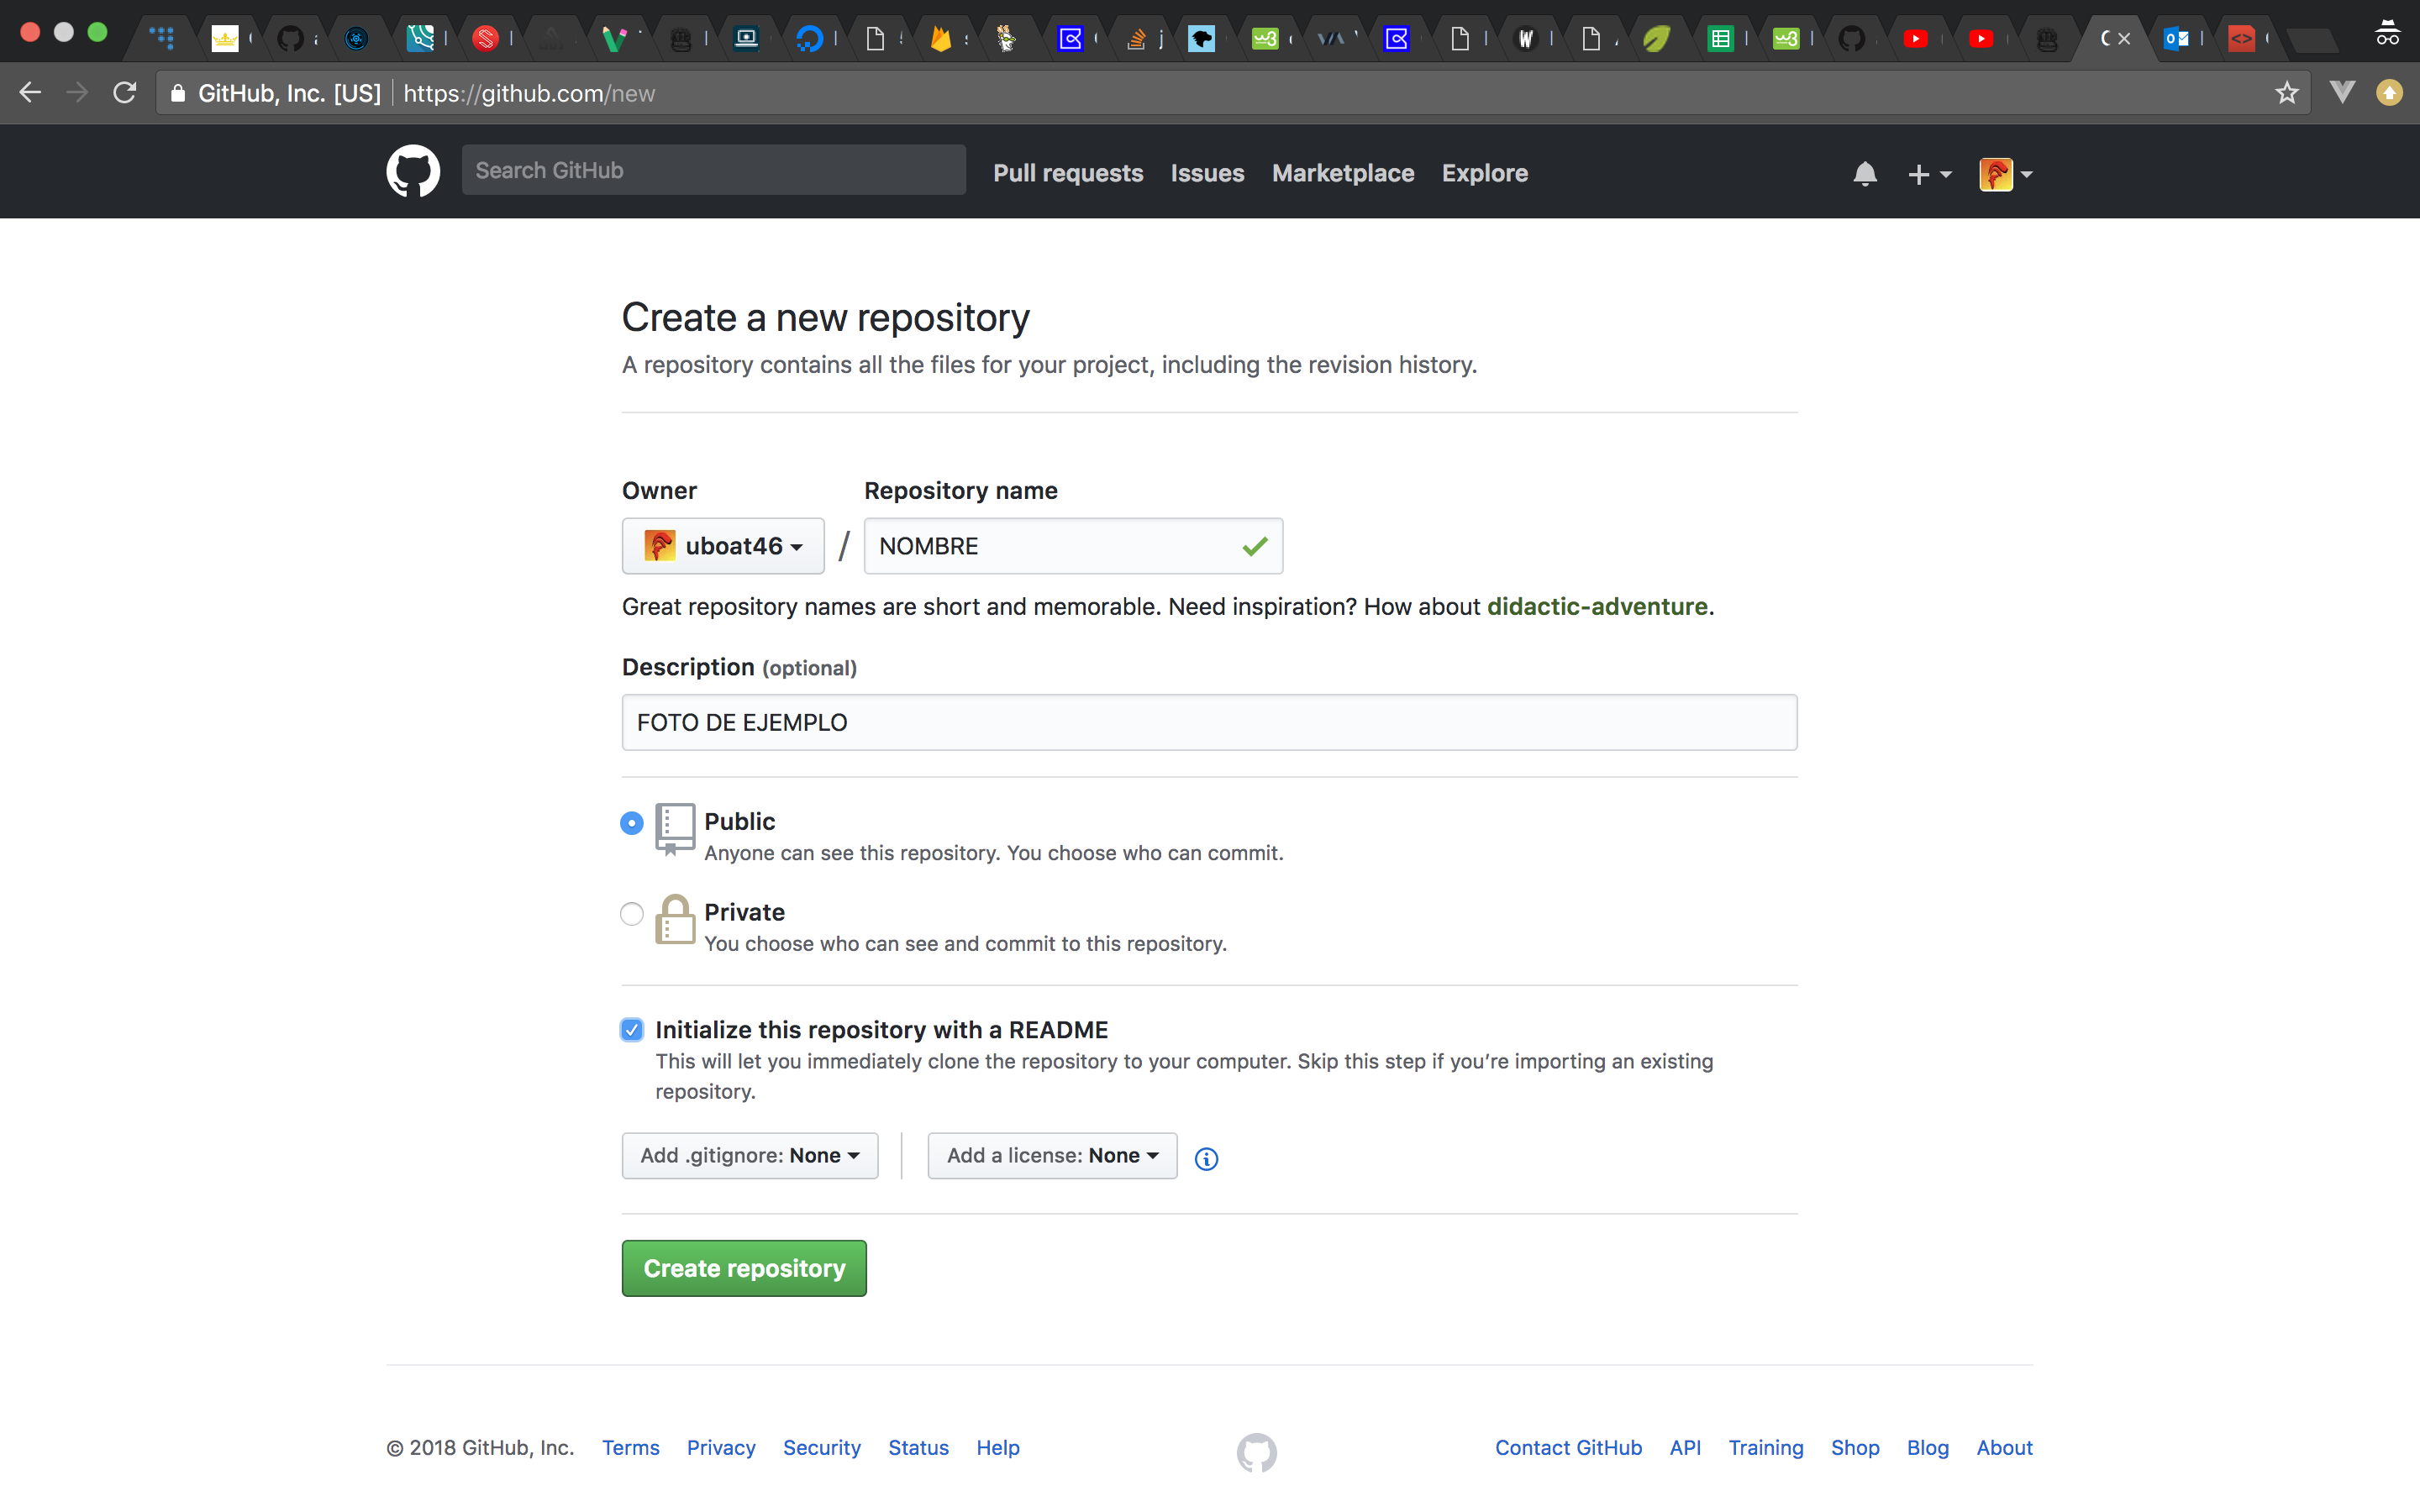 GitHub, Inc. [US] https://github.com/new
Search GitHub
Pull requests Issues Marketplace Explore
Create a new repository
A repository contains all the files for your project, including the revision history.
Owner Repository name
uboat46 / NOMBRE
Great repository names are short and memorable. Need inspiration? How about didactic-adventure.
Description (optional)
FOTO DE EJEMPLO
Public
Anyone can see this repository. You choose who can commit.
Private
You choose who can see and commit to this repository.
Initialize this repository with a README
This will let you immediately clone the repository to your computer. Skip this step if you’re importing an existing
repository.
Add .gitignore: None Add a license: None
Create repository
© 2018 GitHub, Inc. Terms Privacy Security Status Help Contact GitHub API Training Shop Blog About